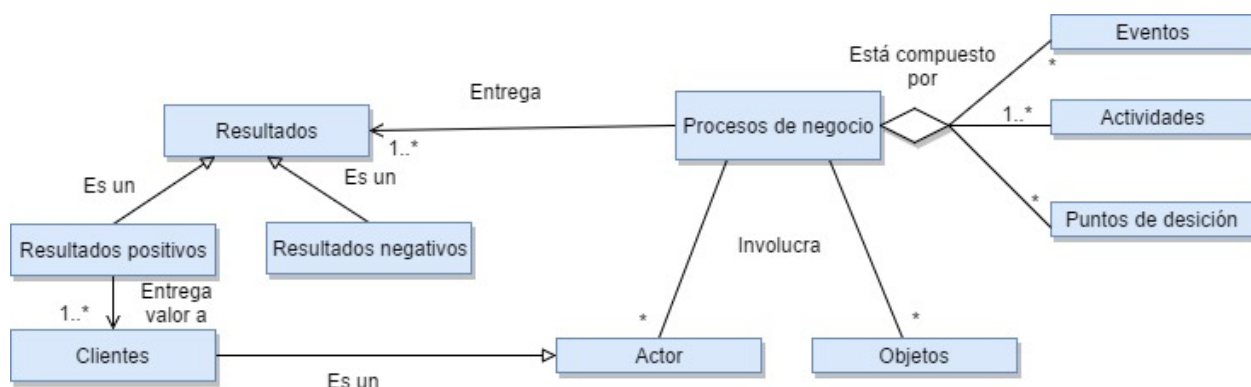 Eventos
Está compuesto
por
*
Entrega
Resultados
Procesos de negocio
1..*
Actividades
1..*
Es un
Es un
*
Puntos de desición
Resultados positivos
Resultados negativos
Involucra
Entrega
valor a
1..*
*
*
Clientes
Actor
Objetos
Es un